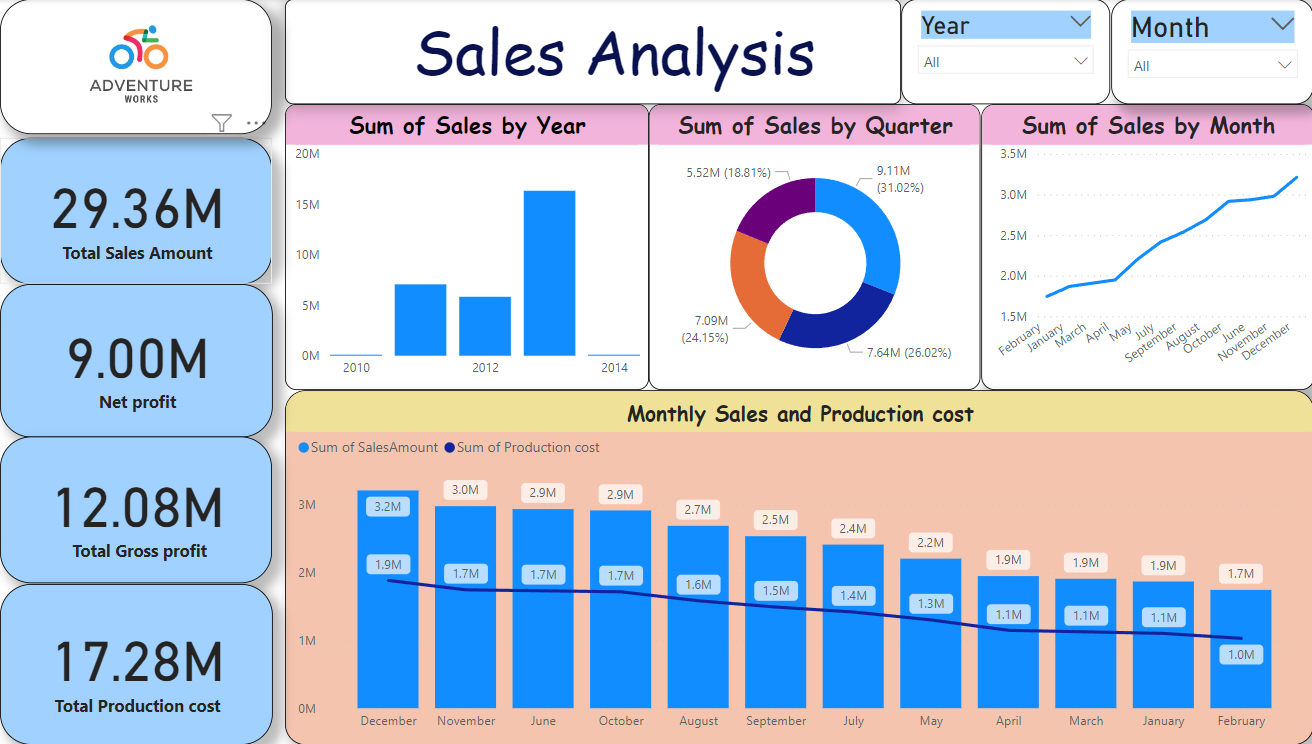 ADVENTURE
WORKS
Sales Analysis
Year
All
Month
All
29.36M
Total Sales Amount
9.00M
Net profit
12.08M
Total Gross profit
17.28M
Total Production cost
Sum of Sales by Year
20M
15M
10M
5M
0M
2010
2012
2014
Sum of Sales by Quarter
5.52M (18.81%)
9.11M
(31.02%)
7.09M
(24.15%)
7.64M (26.02%)
Sum of Sales by Month
3.5M
3.0M
2.5M
2.0M
1.5M
February
January
March
April
May
July
September
August
October
June
November
December
Monthly Sales and Production cost
Sum of SalesAmount
Sum of Production cost
3M
2M
1M
0M
3.2M
3.0M
2.9M
2.9M
2.7M
2.5M
2.4M
2.2M
1.9M
1.9M
1.9M
1.7M
1.9M
1.7M
1.7M
1.7M
1.6M
1.5M
1.4M
1.3M
1.1M
1.1M
1.1M
1.0M
December
November
June
October
August
September
July
May
April
March
January
February